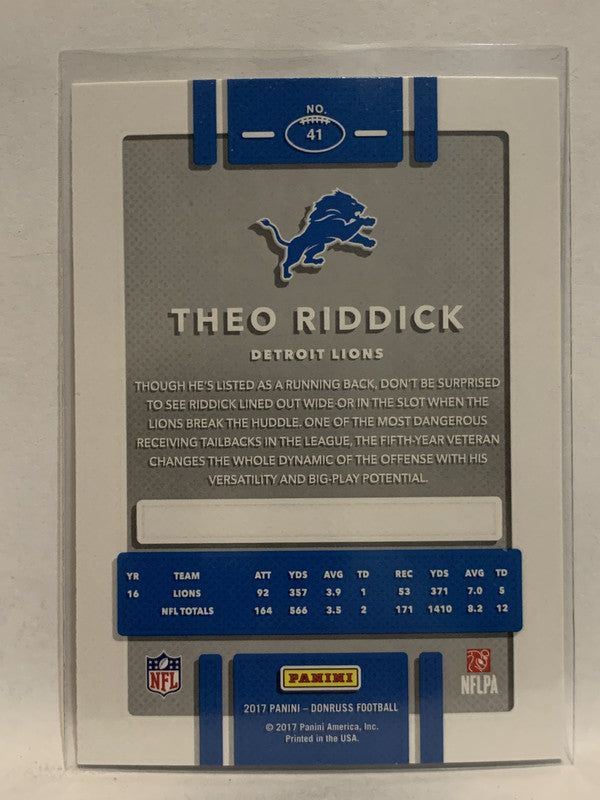 NO.
41
THEO RIDDICK
DETROIT LIONS
THOUGH HE'S LISTED AS A RUNNING BACK, DON'T BE SURPRISED
TO SEE RIDDICK LINED OUT WIDE OR IN THE SLOT WHEN THE
LIONS BREAK THE HUDDLE. ONE OF THE MOST DANGEROUS
RECEIVING TAILBACKS IN THE LEAGUE, THE FIFTH-YEAR VETERAN
CHANGES THE WHOLE DYNAMIC OF THE OFFENSE WITH HIS
VERSATILITY AND BIG-PLAY POTENTIAL.
YR TEAM ATT YDS AVG TD REC YDS AVG TD
16 LIONS 92 357 3.9 1 53 371 7.0 5
NFL TOTALS 164 566 3.5 2 171 1410 8.2 12
NFL
PANINI
NFLPA
2017 PANINI – DONRUSS FOOTBALL
© 2017 Panini America, Inc.
Printed in the USA.